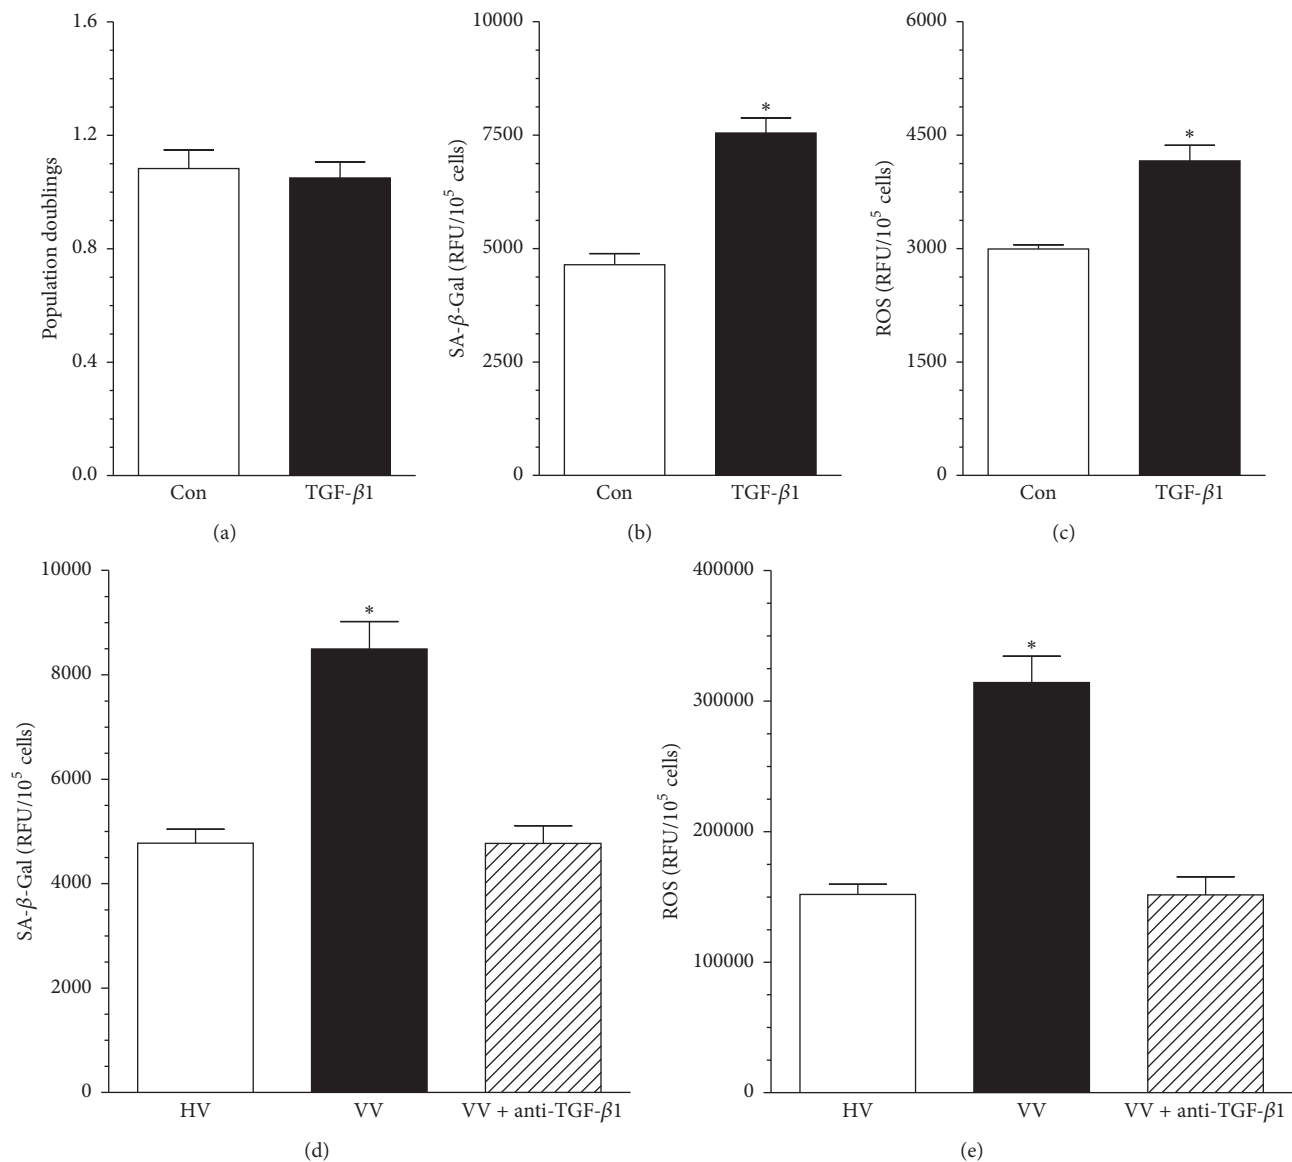 1.6
1.2
0.8
0.4
0.0
Population doublings
Con
TGF-β1
(a)
10000
7500
5000
2500
0
SA-β-Gal (RFU/10⁵ cells)
*
Con
TGF-β1
(b)
6000
4500
3000
1500
0
ROS (RFU/10⁵ cells)
*
Con
TGF-β1
(c)
10000
8000
6000
4000
2000
0
SA-β-Gal (RFU/10⁵ cells)
*
HV
VV
VV + anti-TGF-β1
(d)
400000
300000
200000
100000
0
ROS (RFU/10⁵ cells)
*
HV
VV
VV + anti-TGF-β1
(e)